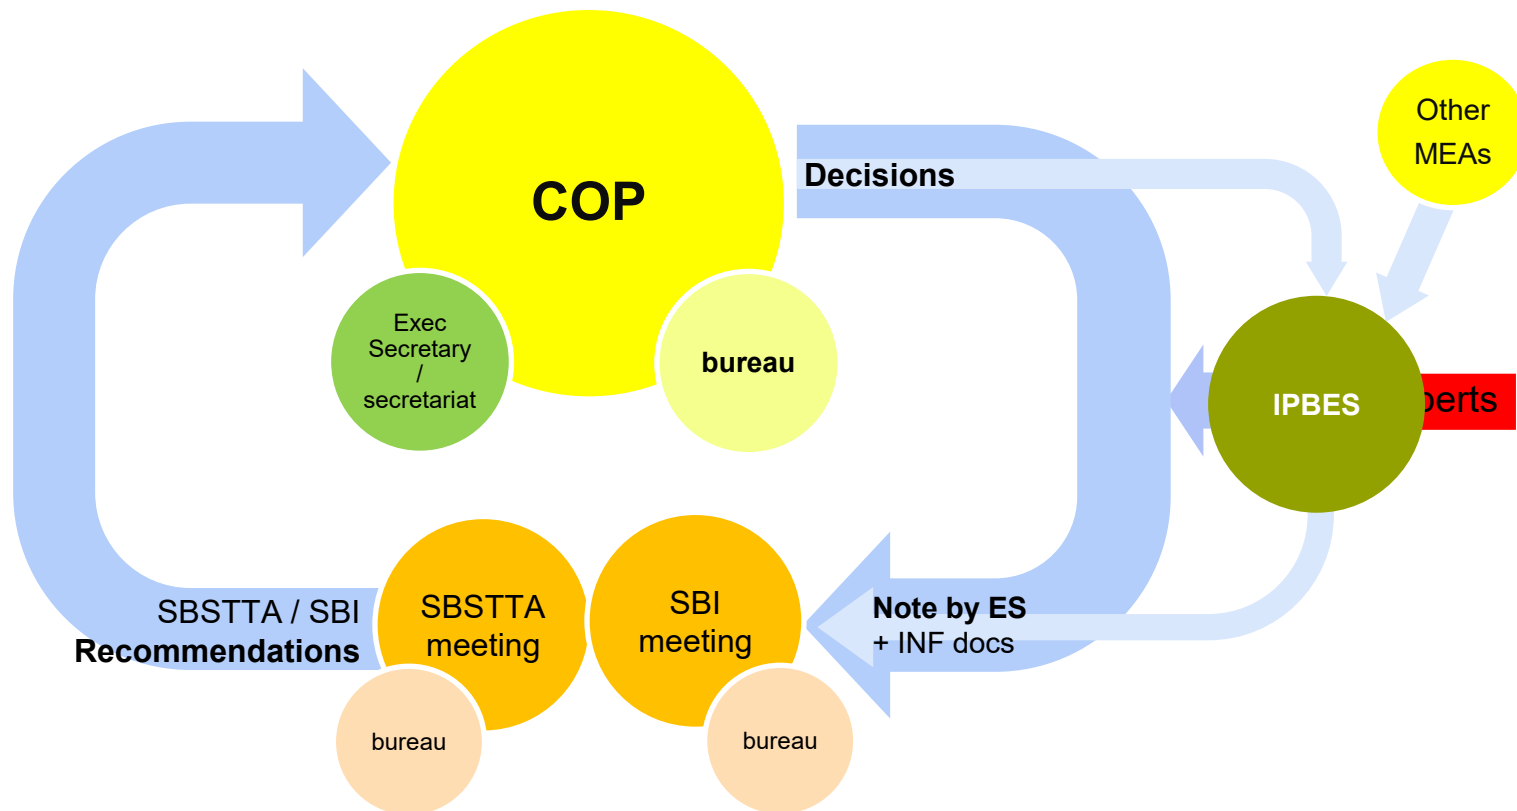 COP
Decisions
Other
MEAs
Exec
Secretary
/
secretariat
bureau
IPBES
perts
SBSTTA / SBI
Recommendations
SBSTTA
meeting
SBI
meeting
Note by ES
+ INF docs
bureau
bureau